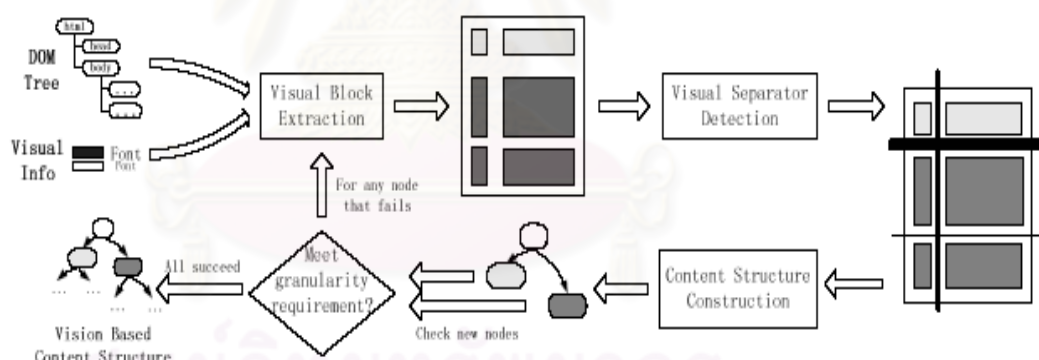 html
head
body
...
...
DOM
Tree
Visual
Info
Font
Font
Visual Block
Extraction
Visual Separator
Detection
For any node
that fails
Meet
granularity
requirement?
All succeed
Check new nodes
Content Structure
Construction
... ...
... ...
Vision Based
Content Structure